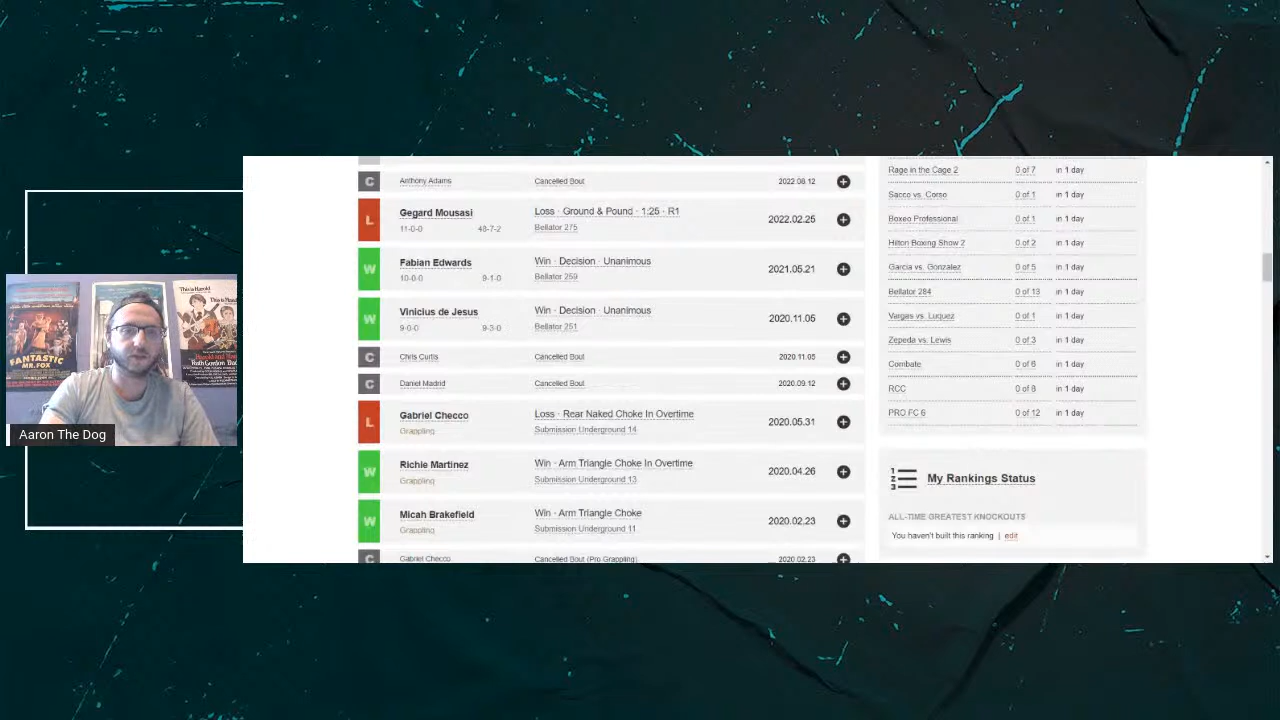 C
Anthony Adams
Cancelled Bout
2022.08.12
L
Gegard Mousasi
Loss · Ground & Pound · 1:25 · R1
11-0-0
48-7-2
Bellator 275
2022.02.25
W
Fabian Edwards
Win · Decision · Unanimous
10-0-0
9-1-0
Bellator 259
2021.05.21
W
Vinicius de Jesus
Win · Decision · Unanimous
9-0-0
9-3-0
Bellator 251
2020.11.05
C
Chris Curtis
Cancelled Bout
2020.11.05
C
Daniel Madrid
Cancelled Bout
2020.09.12
L
Gabriel Checco
Loss · Rear Naked Choke In Overtime
Grappling
Submission Underground 14
2020.05.31
W
Richie Martinez
Win · Arm Triangle Choke In Overtime
Grappling
Submission Underground 13
2020.04.26
W
Micah Brakefield
Win · Arm Triangle Choke
Grappling
Submission Underground 11
2020.02.23
C
Gabriel Checco
Cancelled Bout (Pro Grappling)
2020.02.23
Rage in the Cage 2 0 of 7 in 1 day
Sacco vs. Corso 0 of 1 in 1 day
Boxeo Professional 0 of 1 in 1 day
Hilton Boxing Show 2 0 of 2 in 1 day
Garcia vs. Gonzalez 0 of 5 in 1 day
Bellator 284 0 of 13 in 1 day
Vargas vs. Luquez 0 of 1 in 1 day
Zepeda vs. Lewis 0 of 3 in 1 day
Combate 0 of 6 in 1 day
RCC 0 of 8 in 1 day
PRO FC 6 0 of 12 in 1 day
1
2
3
My Rankings Status
ALL-TIME GREATEST KNOCKOUTS
You haven't built this ranking | edit
FANTASTIC
MR. FOX
This is Harold
Aaron The Dog